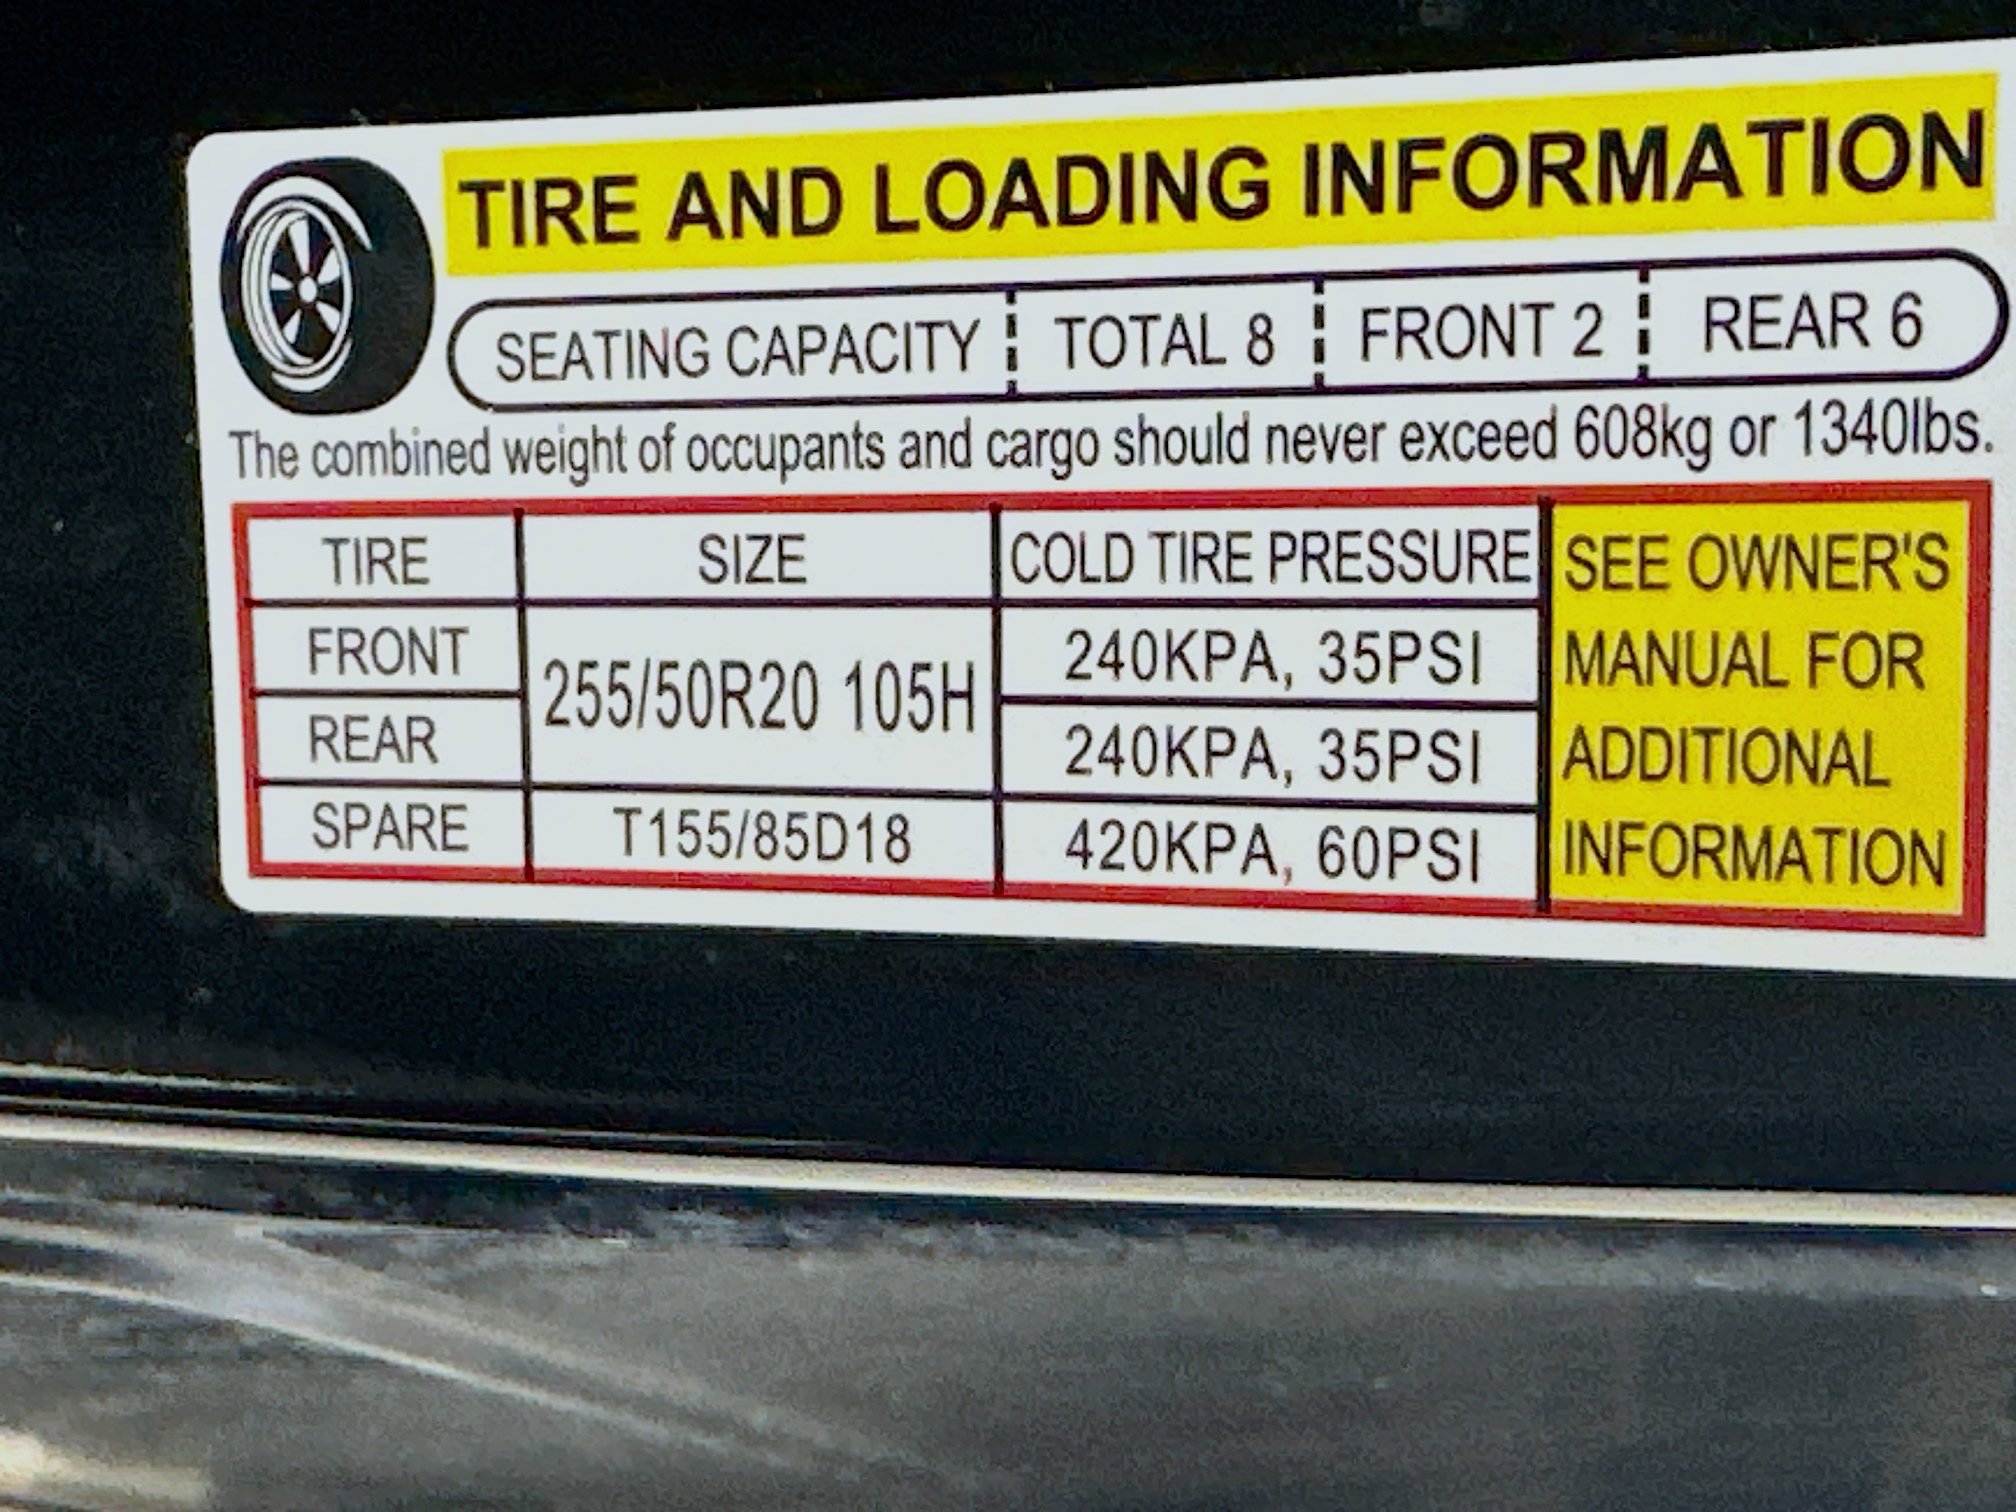 TIRE AND LOADING INFORMATION
SEATING CAPACITY TOTAL 8 FRONT 2 REAR 6
The combined weight of occupants and cargo should never exceed 608kg or 1340lbs.
TIRE SIZE COLD TIRE PRESSURE
FRONT 255/50R20 105H 240KPA, 35PSI
REAR 240KPA, 35PSI
SPARE T155/85D18 420KPA, 60PSI
SEE OWNER'S
MANUAL FOR
ADDITIONAL
INFORMATION